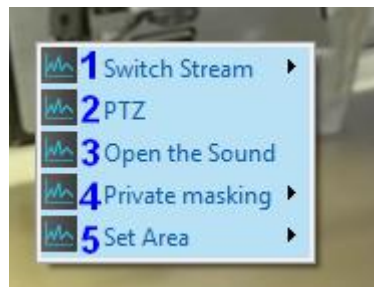 1 Switch Stream
2 PTZ
3 Open the Sound
4 Private masking
5 Set Area